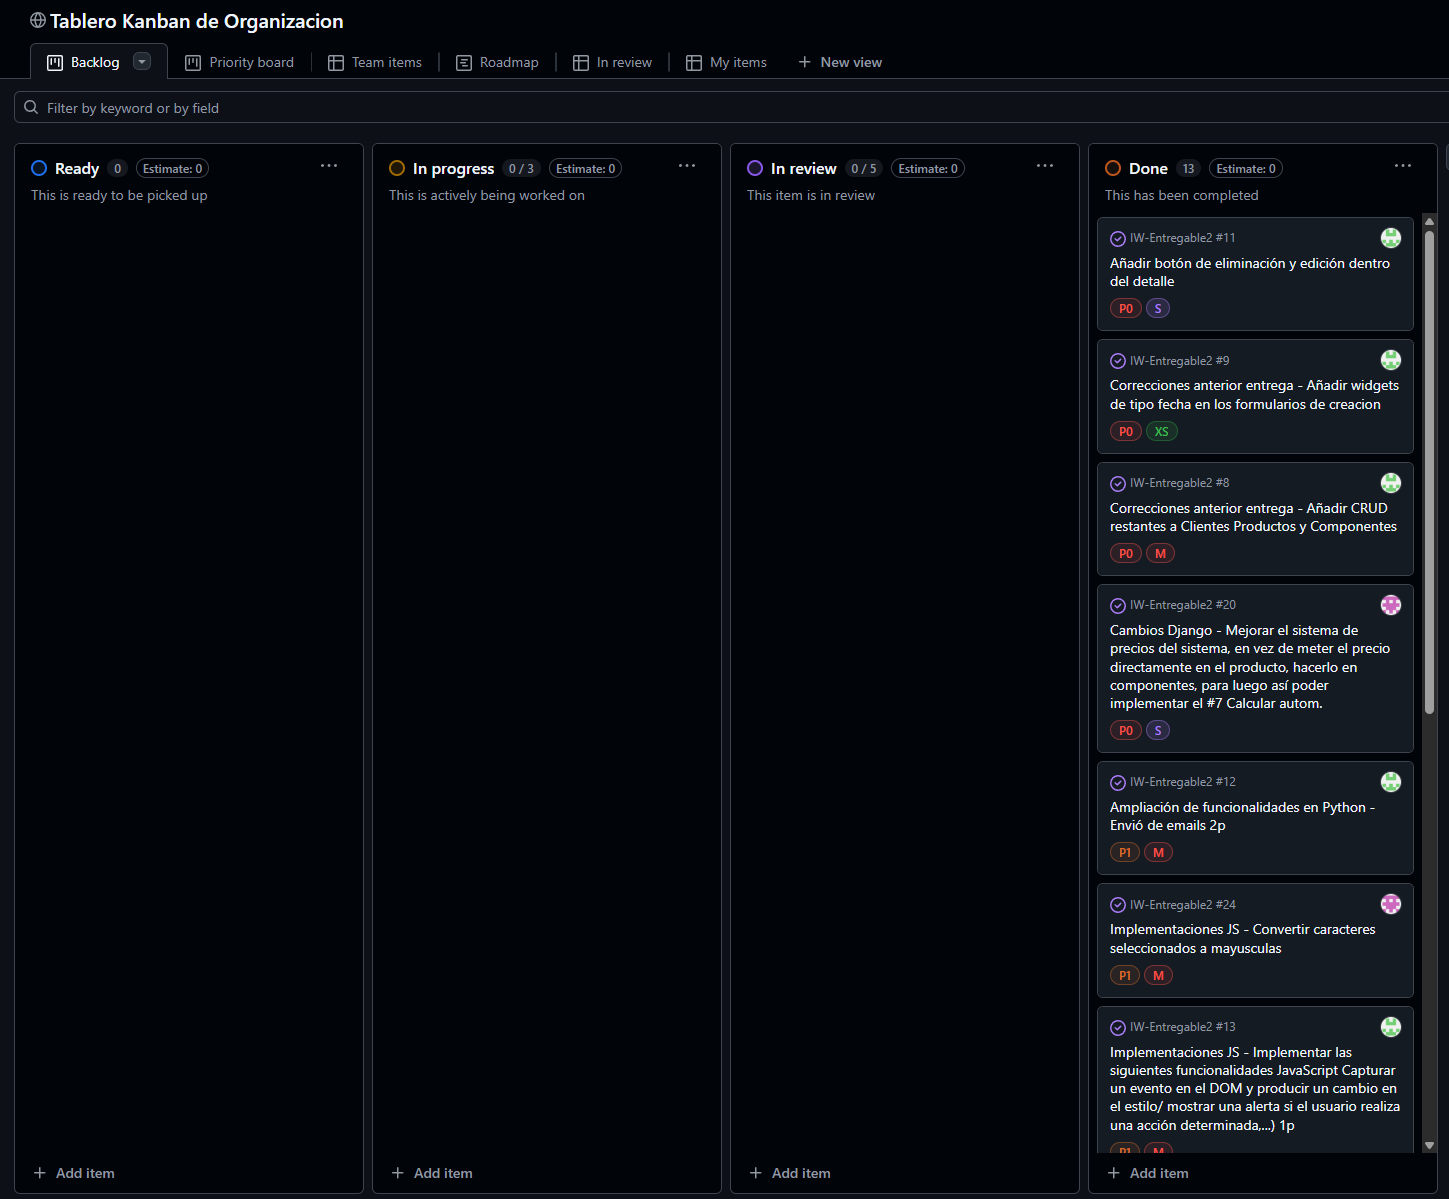 Tablero Kanban de Organizacion
Backlog
Priority board
Team items
Roadmap
In review
My items
New view
Filter by keyword or by field
Ready 0 Estimate: 0
This is ready to be picked up
Add item
In progress 0 / 3 Estimate: 0
This is actively being worked on
Add item
In review 0 / 5 Estimate: 0
This item is in review
Add item
Done 13 Estimate: 0
This has been completed
IW-Entregable2 #11
Añadir botón de eliminación y edición dentro
del detalle
P0 S
IW-Entregable2 #9
Correcciones anterior entrega - Añadir widgets
de tipo fecha en los formularios de creacion
P0 XS
IW-Entregable2 #8
Correcciones anterior entrega - Añadir CRUD
restantes a Clientes Productos y Componentes
P0 M
IW-Entregable2 #20
Cambios Django - Mejorar el sistema de
precios del sistema, en vez de meter el precio
directamente en el producto, hacerlo en
componentes, para luego así poder
implementar el #7 Calcular autom.
P0 S
IW-Entregable2 #12
Ampliación de funcionalidades en Python -
Envió de emails 2p
P1 M
IW-Entregable2 #24
Implementaciones JS - Convertir caracteres
seleccionados a mayusculas
P1 M
IW-Entregable2 #13
Implementaciones JS - Implementar las
siguientes funcionalidades JavaScript Capturar
un evento en el DOM y producir un cambio en
el estilo/ mostrar una alerta si el usuario realiza
una acción determinada,...) 1p
P1 M
Add item